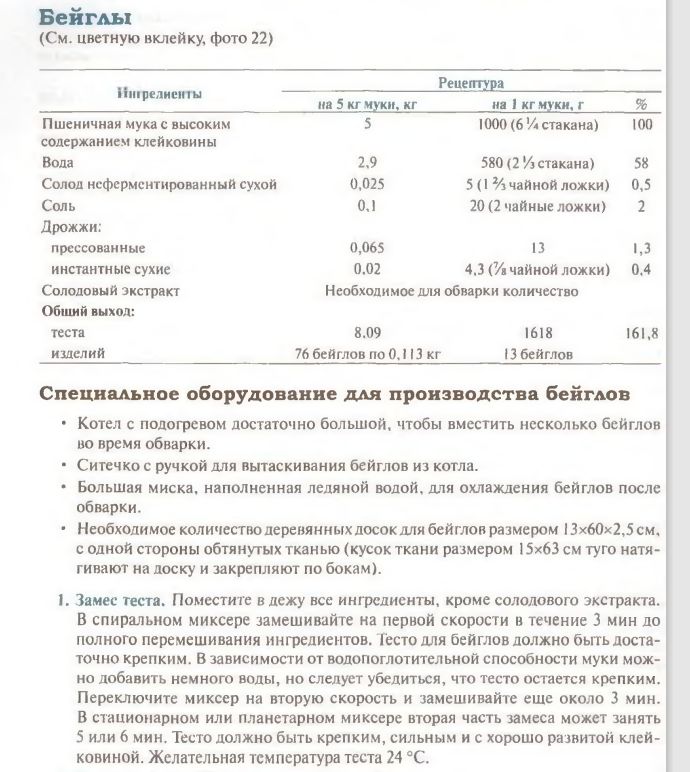 Бейглы
(См. цветную вклейку, фото 22)
Ингредиенты Рецептура
на 5 кг муки, кг на 1 кг муки, г %
Пшеничная мука с высоким 5 1000 (6 ¼ стакана) 100
содержанием клейковины
Вода 2,9 580 (2 ⅓ стакана) 58
Солод неферментированный сухой 0,025 5 (1 ⅔ чайной ложки) 0,5
Соль 0,1 20 (2 чайные ложки) 2
Дрожжи:
прессованные 0,065 13 1,3
инстантные сухие 0,02 4,3 (⅞ чайной ложки) 0,4
Солодовый экстракт Необходимое для обварки количество
Общий выход:
теста 8,09 1618 161,8
изделий 76 бейглов по 0,113 кг 13 бейглов
Специальное оборудование для производства бейглов
• Котел с подогревом достаточно большой, чтобы вместить несколько бейглов
во время обварки.
• Ситечко с ручкой для вытаскивания бейглов из котла.
• Большая миска, наполненная ледяной водой, для охлаждения бейглов после
обварки.
• Необходимое количество деревянных досок для бейглов размером 13×60×2,5 см,
с одной стороны обтянутых тканью (кусок ткани размером 15×63 см туго натя-
гивают на доску и закрепляют по бокам).
1. Замес теста. Поместите в дежу все ингредиенты, кроме солодового экстракта.
В спиральном миксере замешивайте на первой скорости в течение 3 мин до
полного перемешивания ингредиентов. Тесто для бейглов должно быть доста-
точно крепким. В зависимости от водопоглотительной способности муки мож-
но добавить немного воды, но следует убедиться, что тесто остается крепким.
Переключите миксер на вторую скорость и замешивайте еще около 3 мин.
В стационарном или планетарном миксере вторая часть замеса может занять
5 или 6 мин. Тесто должно быть крепким, сильным и с хорошо развитой клей-
ковиной. Желательная температура теста 24 °С.